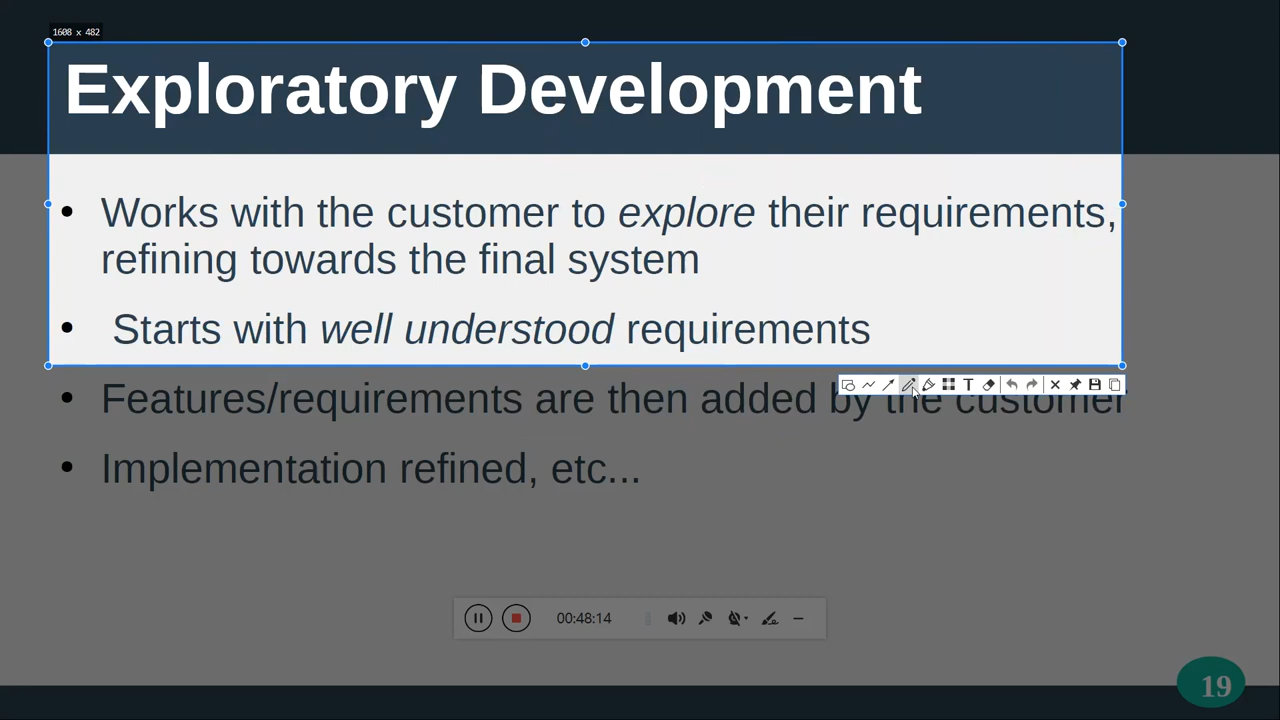 1608 x 482
Exploratory Development
• Works with the customer to explore their requirements,
refining towards the final system
• Starts with well understood requirements
• Features/requirements are then added by the customer
• Implementation refined, etc...
00:48:14
19